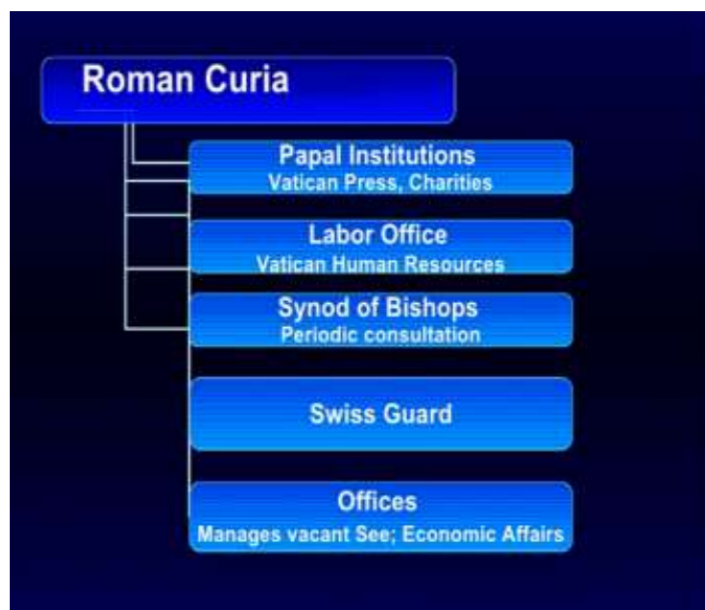 Roman Curia
Papal Institutions
Vatican Press, Charities
Labor Office
Vatican Human Resources
Synod of Bishops
Periodic consultation
Swiss Guard
Offices
Manages vacant See; Economic Affairs